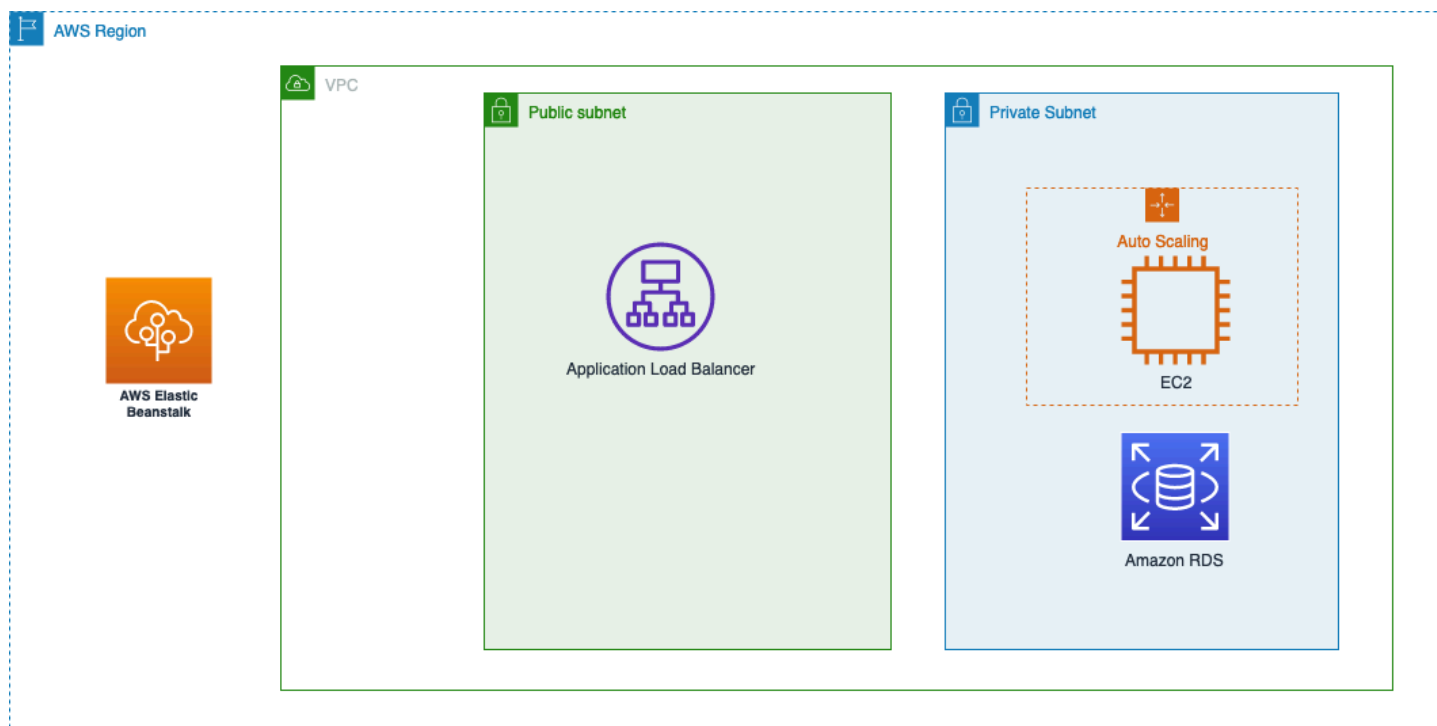 AWS Region
VPC
Public subnet
Private Subnet
Auto Scaling
Application Load Balancer
EC2
AWS Elastic
Beanstalk
Amazon RDS